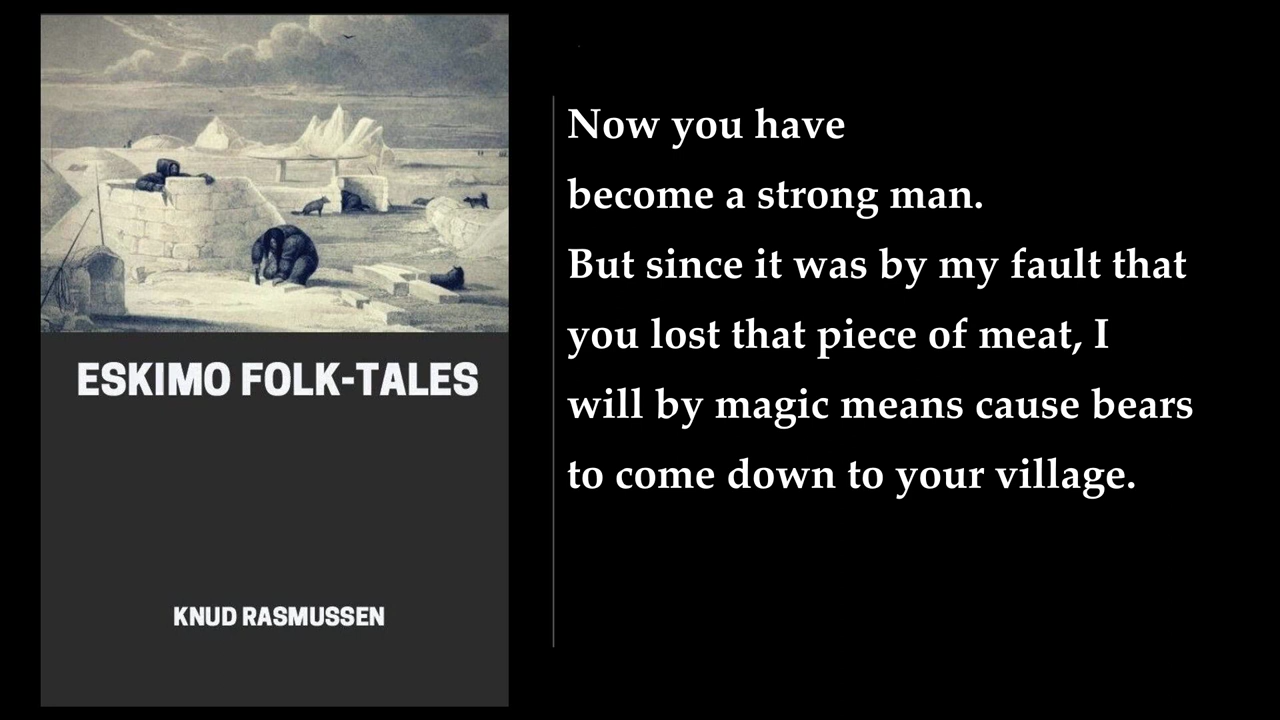 ESKIMO FOLK-TALES
KNUD RASMUSSEN
Now you have
become a strong man.
But since it was by my fault that
you lost that piece of meat, I
will by magic means cause bears
to come down to your village.